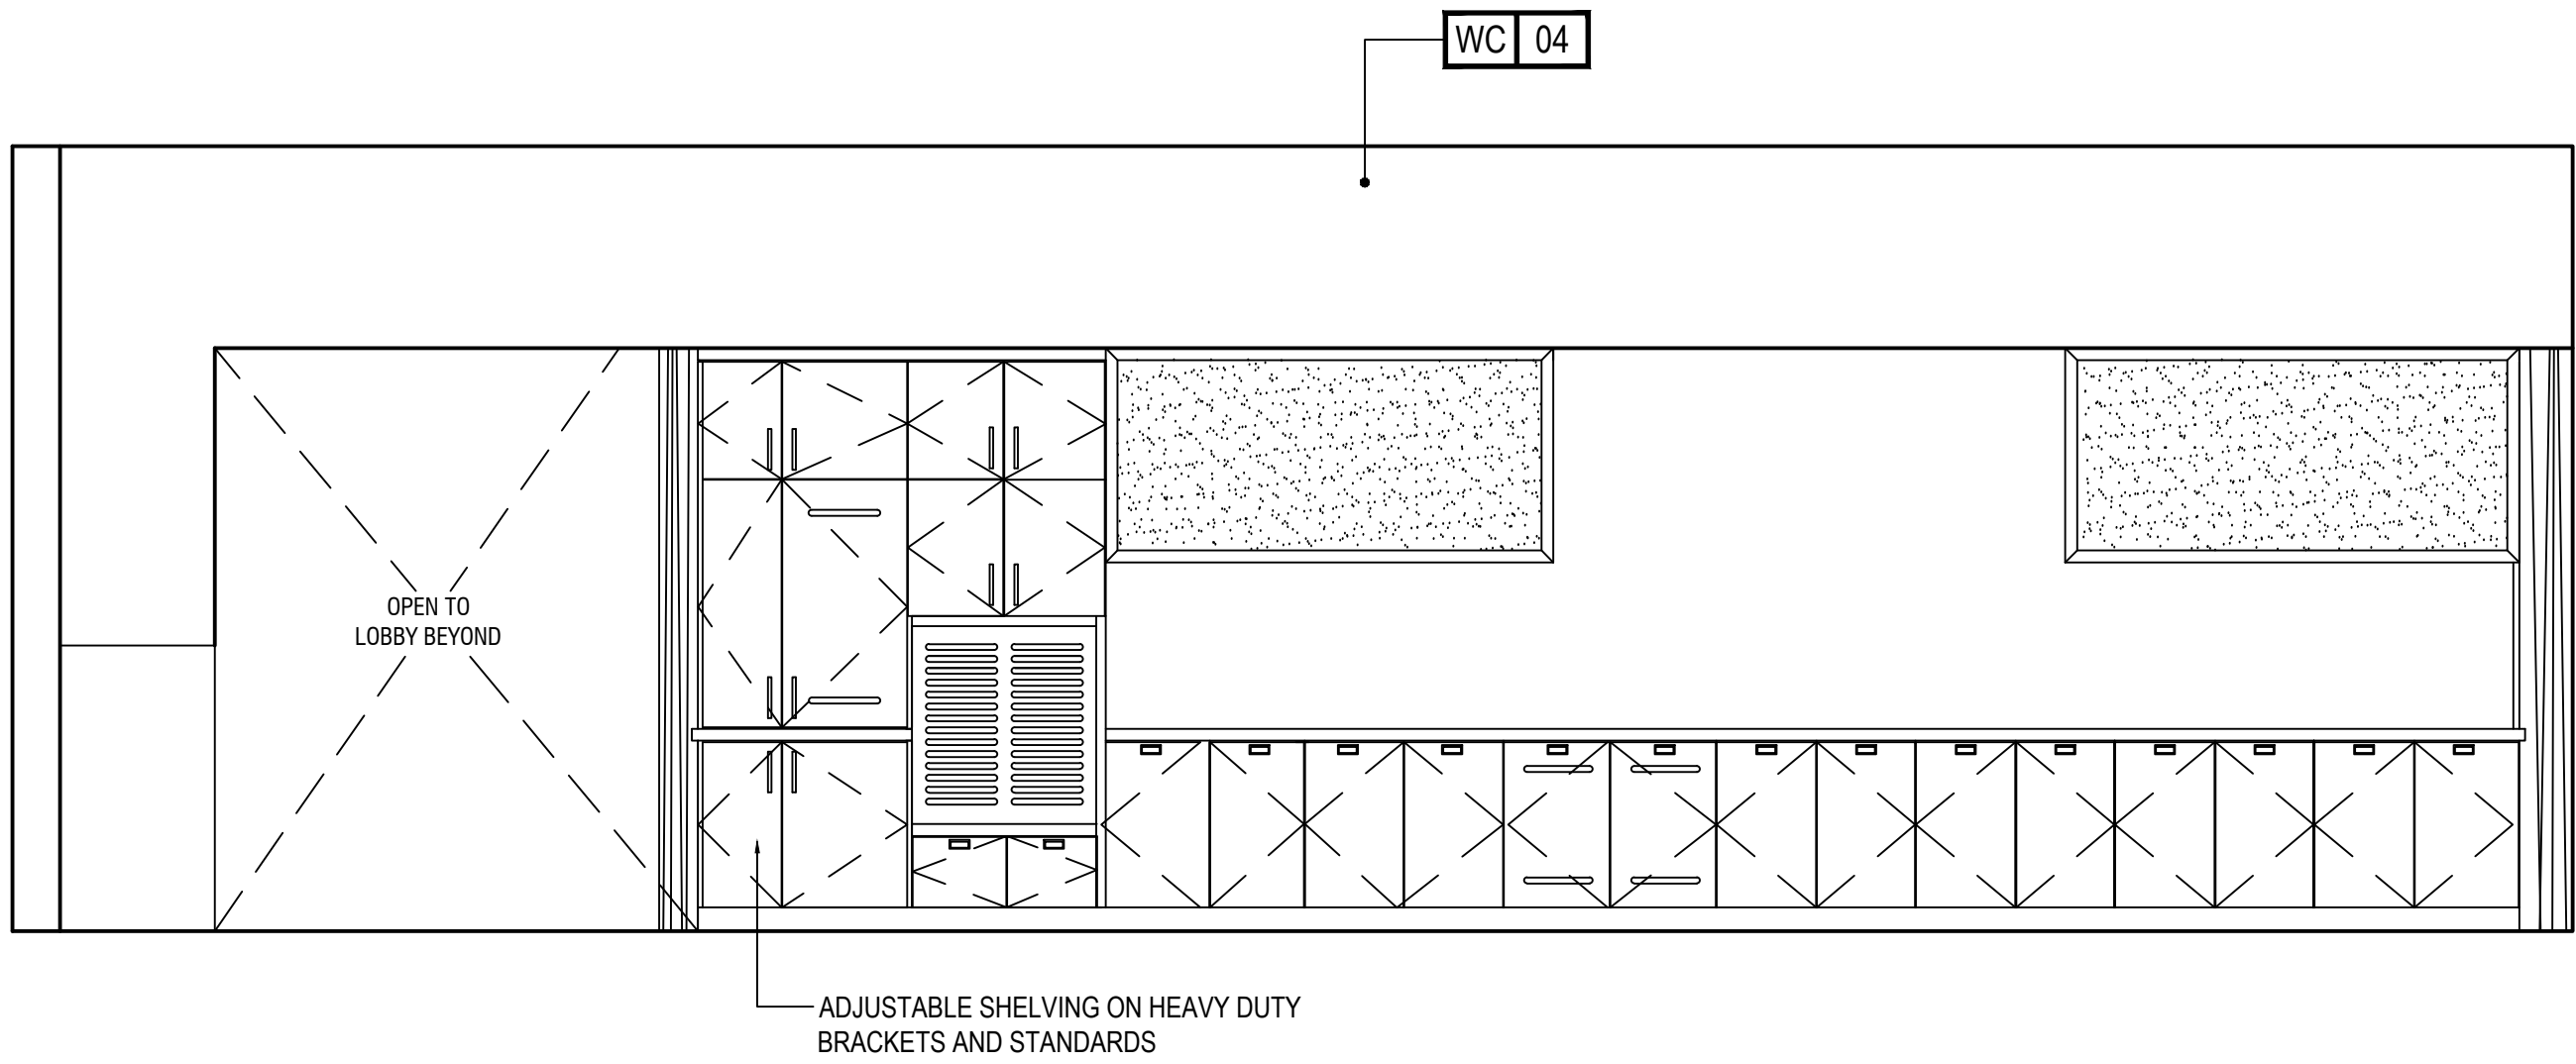 WC 04
OPEN TO
LOBBY BEYOND
ADJUSTABLE SHELVING ON HEAVY DUTY
BRACKETS AND STANDARDS